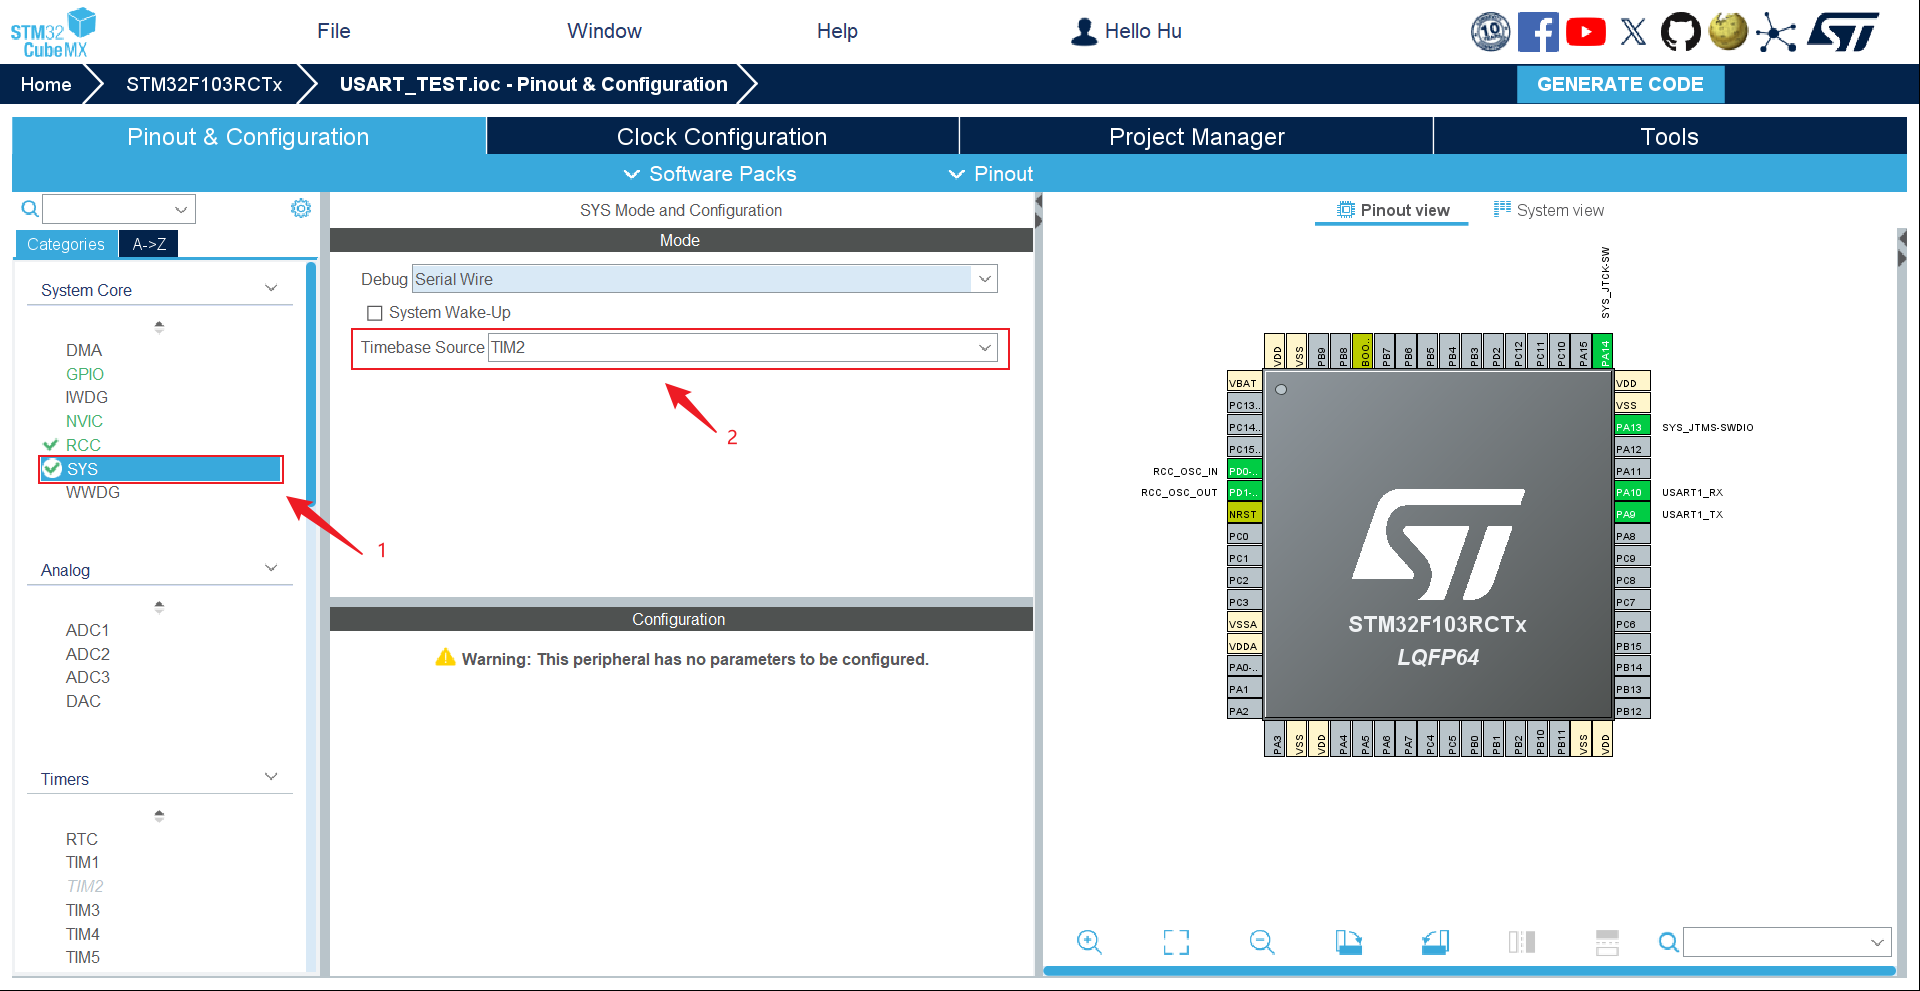 STM32
CubeMX
File
Window
Help
Hello Hu
10
Home
STM32F103RCTx
USART_TEST.ioc - Pinout & Configuration
GENERATE CODE
Pinout & Configuration
Clock Configuration
Project Manager
Tools
Software Packs
Pinout
Categories
A->Z
System Core
DMA
GPIO
IWDG
NVIC
RCC
SYS
WWDG
1
Analog
ADC1
ADC2
ADC3
DAC
Timers
RTC
TIM1
TIM2
TIM3
TIM4
TIM5
SYS Mode and Configuration
Mode
Debug Serial Wire
System Wake-Up
Timebase Source TIM2
2
Configuration
Warning: This peripheral has no parameters to be configured.
Pinout view
System view
SYS_JTCK-SW
VDD
VSS
PB9
PB8
BOO..
PB7
PB6
PB5
PB4
PB3
PD2
PC12
PC11
PC10
PA15
PA14
VBAT
PC13..
PC14..
PC15..
RCC_OSC_IN PD0-..
RCC_OSC_OUT PD1-..
NRST
PC0
PC1
PC2
PC3
VSSA
VDDA
PA0-..
PA1
PA2
VDD
VSS
PA13 SYS_JTMS-SWDIO
PA12
PA11
PA10 USART1_RX
PA9 USART1_TX
PA8
PC9
PC8
PC7
PC6
PB15
PB14
PB13
PB12
ST
STM32F103RCTx
LQFP64
PA3
VSS
VDD
PA4
PA5
PA6
PA7
PC4
PC5
PB0
PB1
PB2
PB10
PB11
VSS
VDD